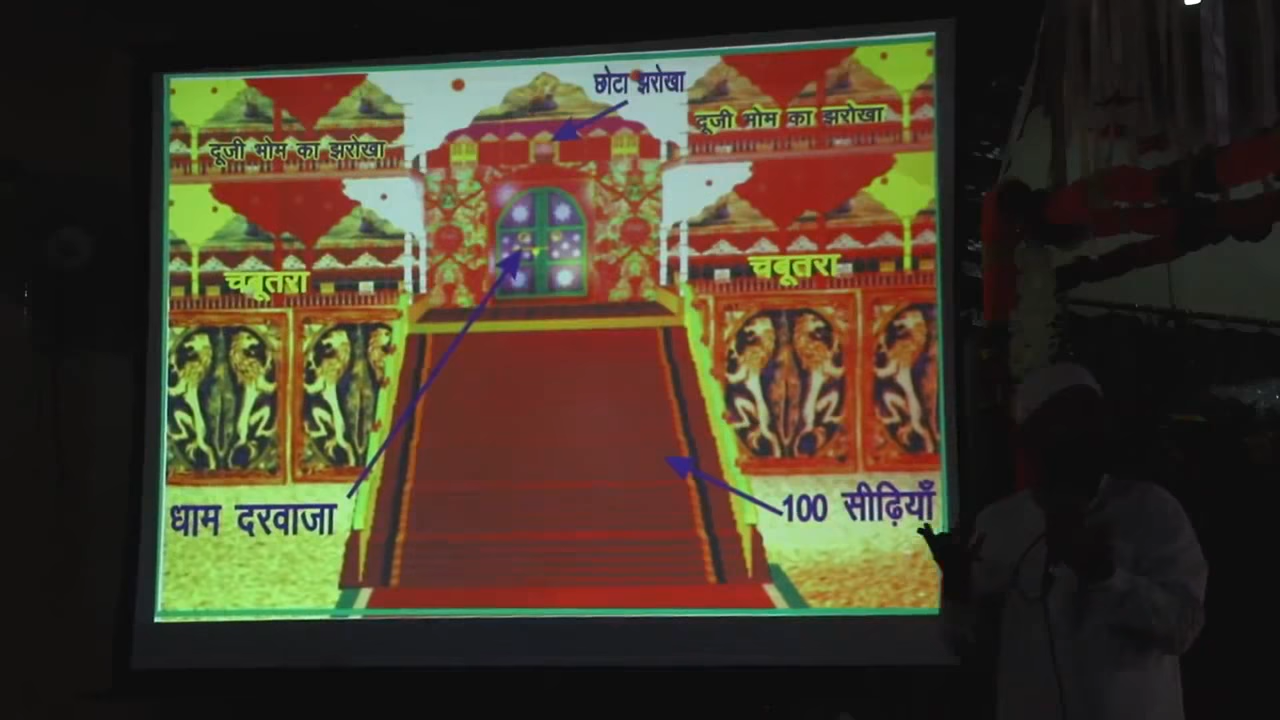 छोटा झरोखा
दूजी भोम का झरोखा
दूजी भोम का झरोखा
चबूतरा
चबूतरा
धाम दरवाजा
100 सीढ़ियाँ